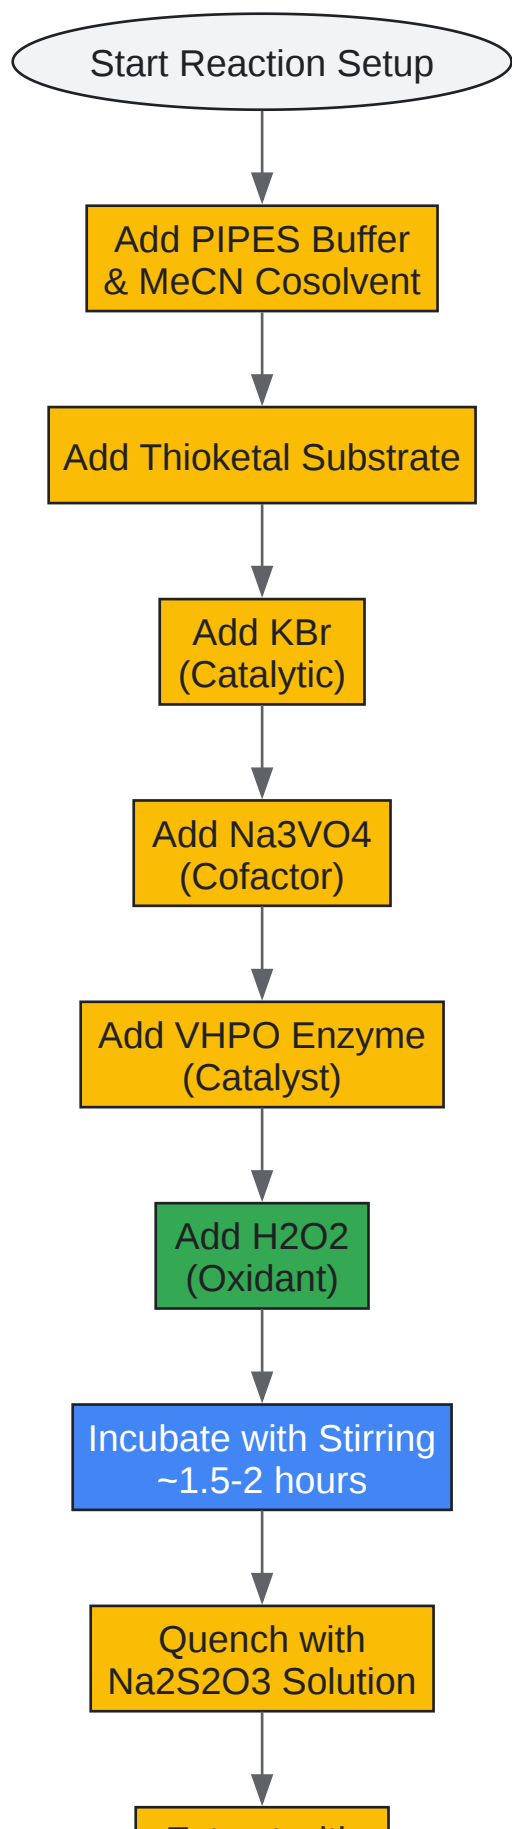 Start Reaction Setup
Add PIPES Buffer
& MeCN Cosolvent
Add Thioketal Substrate
Add KBr
(Catalytic)
Add Na3VO4
(Cofactor)
Add VHPO Enzyme
(Catalyst)
Add H2O2
(Oxidant)
Incubate with Stirring
~1.5-2 hours
Quench with
Na2S2O3 Solution